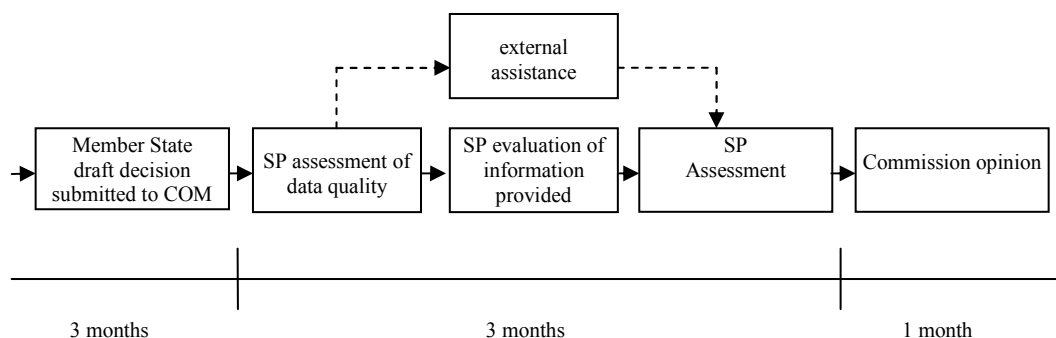 external
assistance
Member State
draft decision
submitted to COM
SP assessment of
data quality
SP evaluation of
information
provided
SP
Assessment
Commission opinion
3 months
3 months
1 month